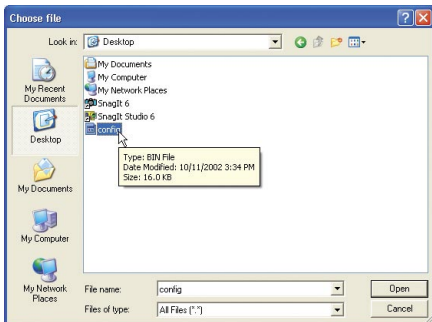 Choose file
Look in:
Desktop
My Recent
Documents
Desktop
My Documents
My Computer
My Network
Places
My Documents
My Computer
My Network Places
SnagIt 6
SnagIt Studio 6
config
Type: BIN File
Date Modified: 10/11/2002 3:34 PM
Size: 16.0 KB
File name:
config
Open
Files of type:
All Files (*.*)
Cancel